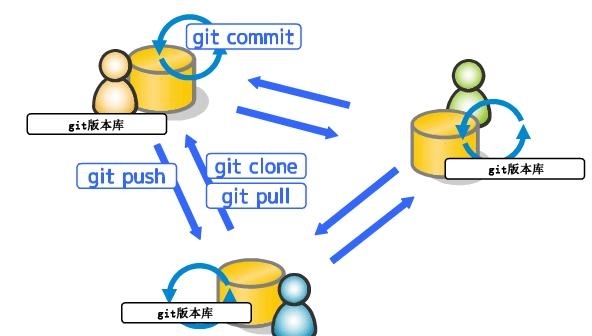 git commit
git版本库
git版本库
git push
git clone
git pull
git版本库